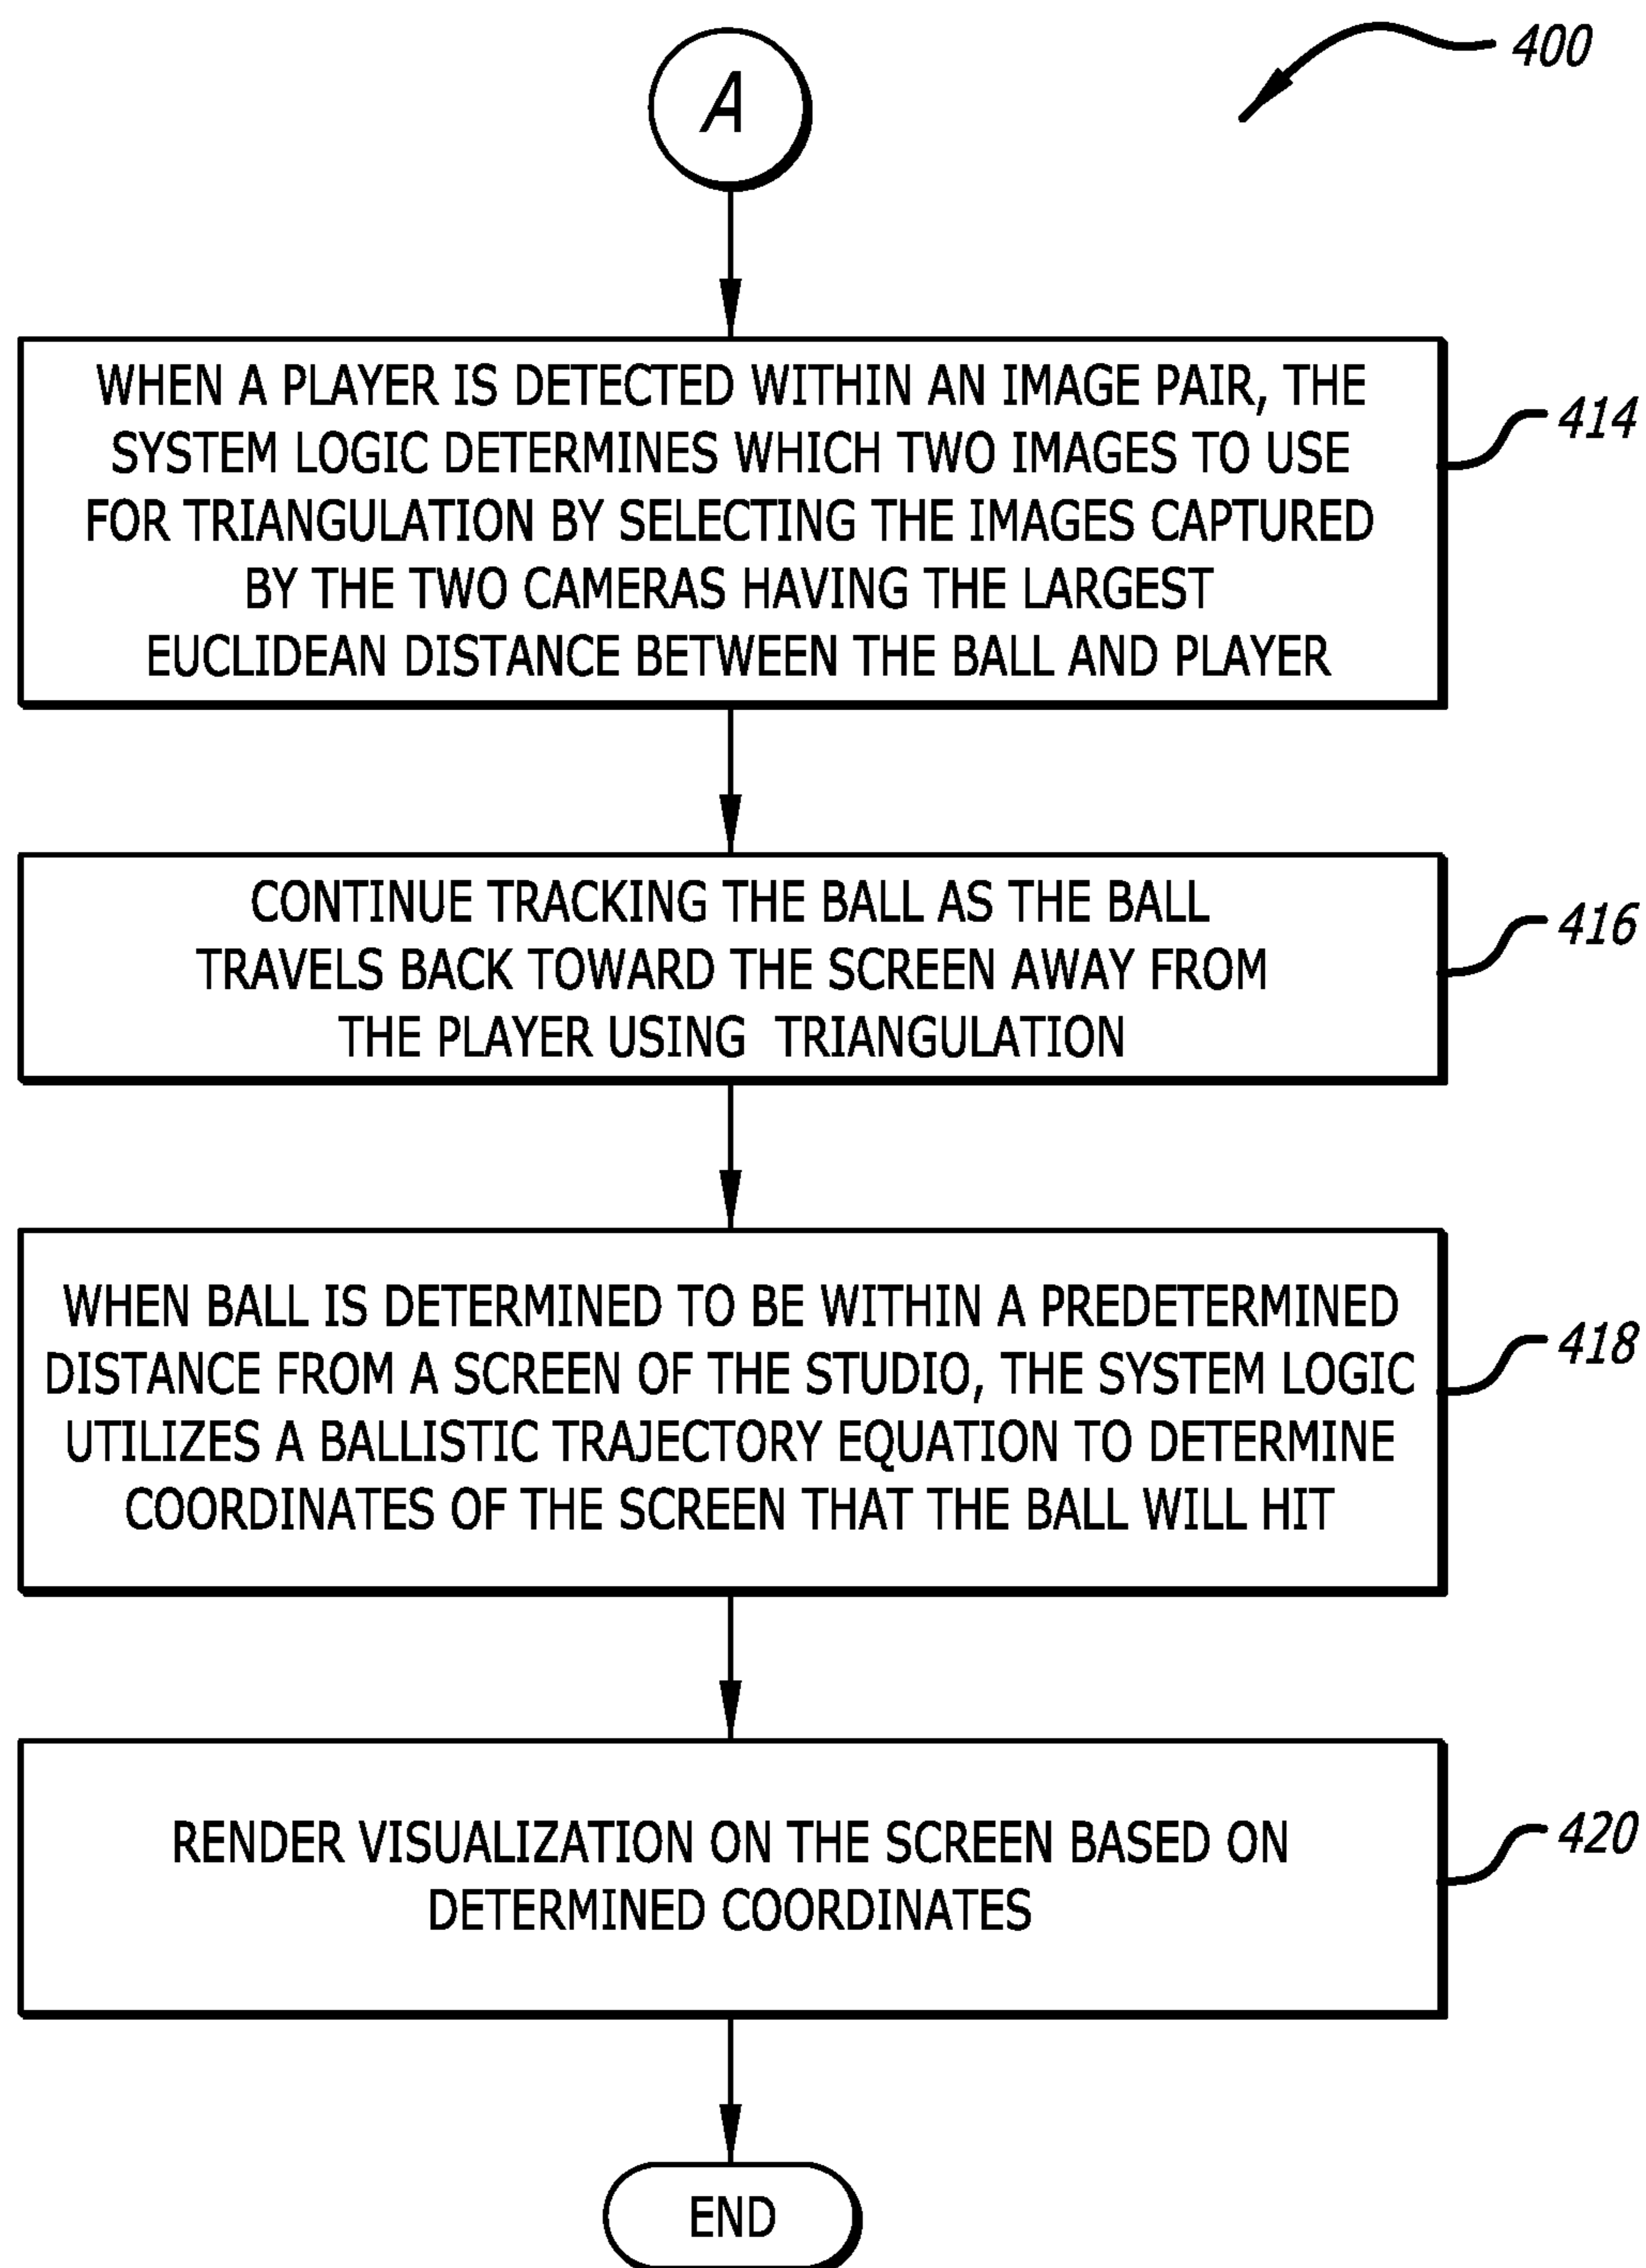 A
400
WHEN A PLAYER IS DETECTED WITHIN AN IMAGE PAIR, THE
SYSTEM LOGIC DETERMINES WHICH TWO IMAGES TO USE
FOR TRIANGULATION BY SELECTING THE IMAGES CAPTURED
BY THE TWO CAMERAS HAVING THE LARGEST
EUCLIDEAN DISTANCE BETWEEN THE BALL AND PLAYER
414
CONTINUE TRACKING THE BALL AS THE BALL
TRAVELS BACK TOWARD THE SCREEN AWAY FROM
THE PLAYER USING TRIANGULATION
416
WHEN BALL IS DETERMINED TO BE WITHIN A PREDETERMINED
DISTANCE FROM A SCREEN OF THE STUDIO, THE SYSTEM LOGIC
UTILIZES A BALLISTIC TRAJECTORY EQUATION TO DETERMINE
COORDINATES OF THE SCREEN THAT THE BALL WILL HIT
418
RENDER VISUALIZATION ON THE SCREEN BASED ON
DETERMINED COORDINATES
420
END